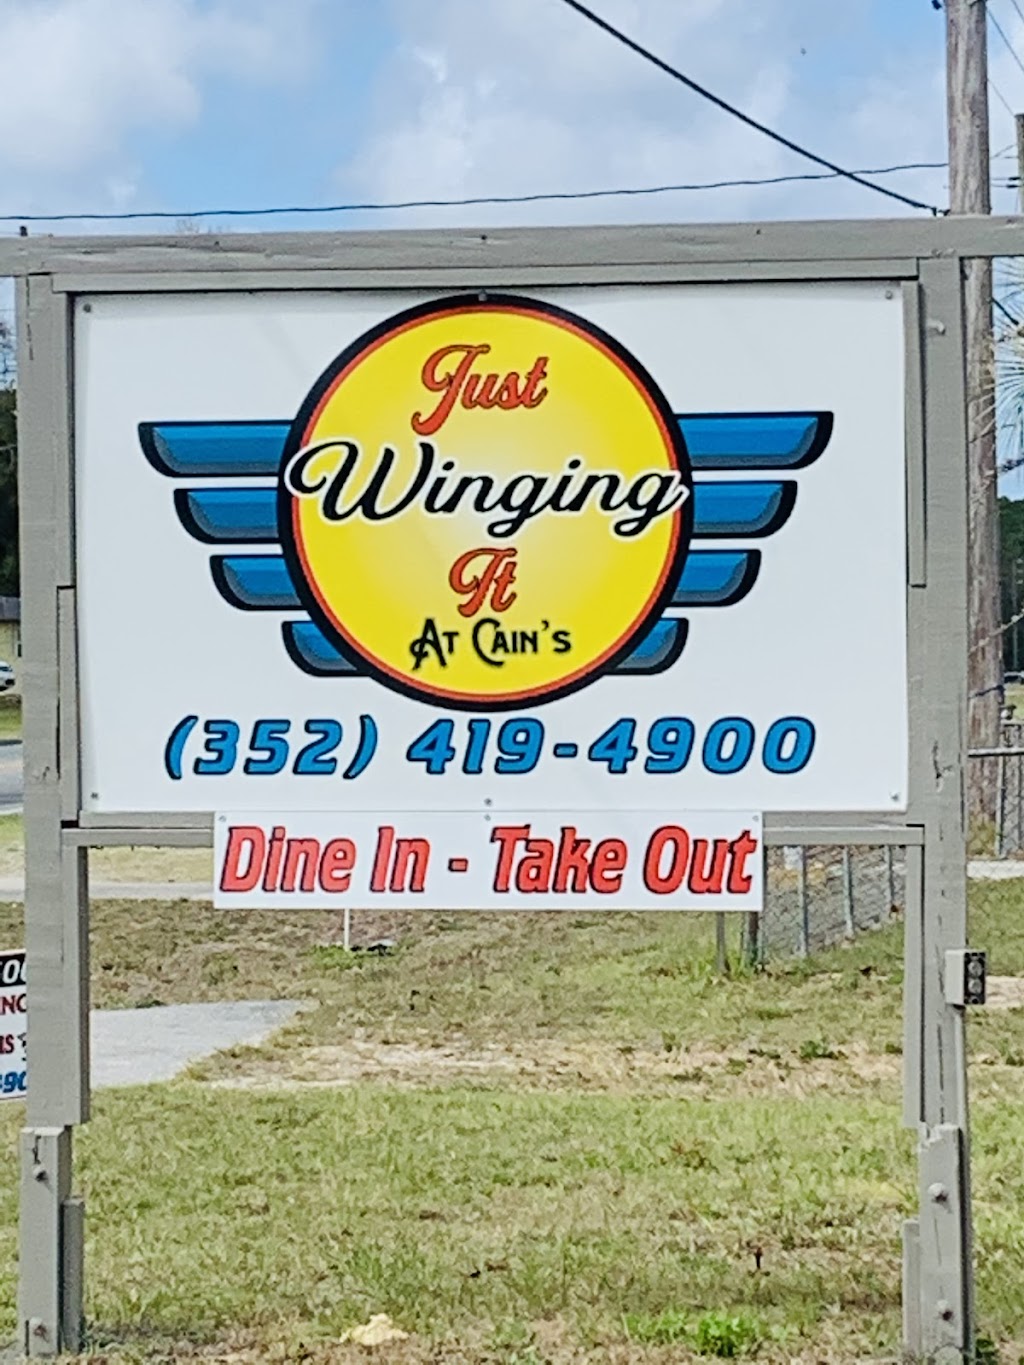 Just
Winging
It
At Cain's
(352) 419-4900
Dine In - Take Out